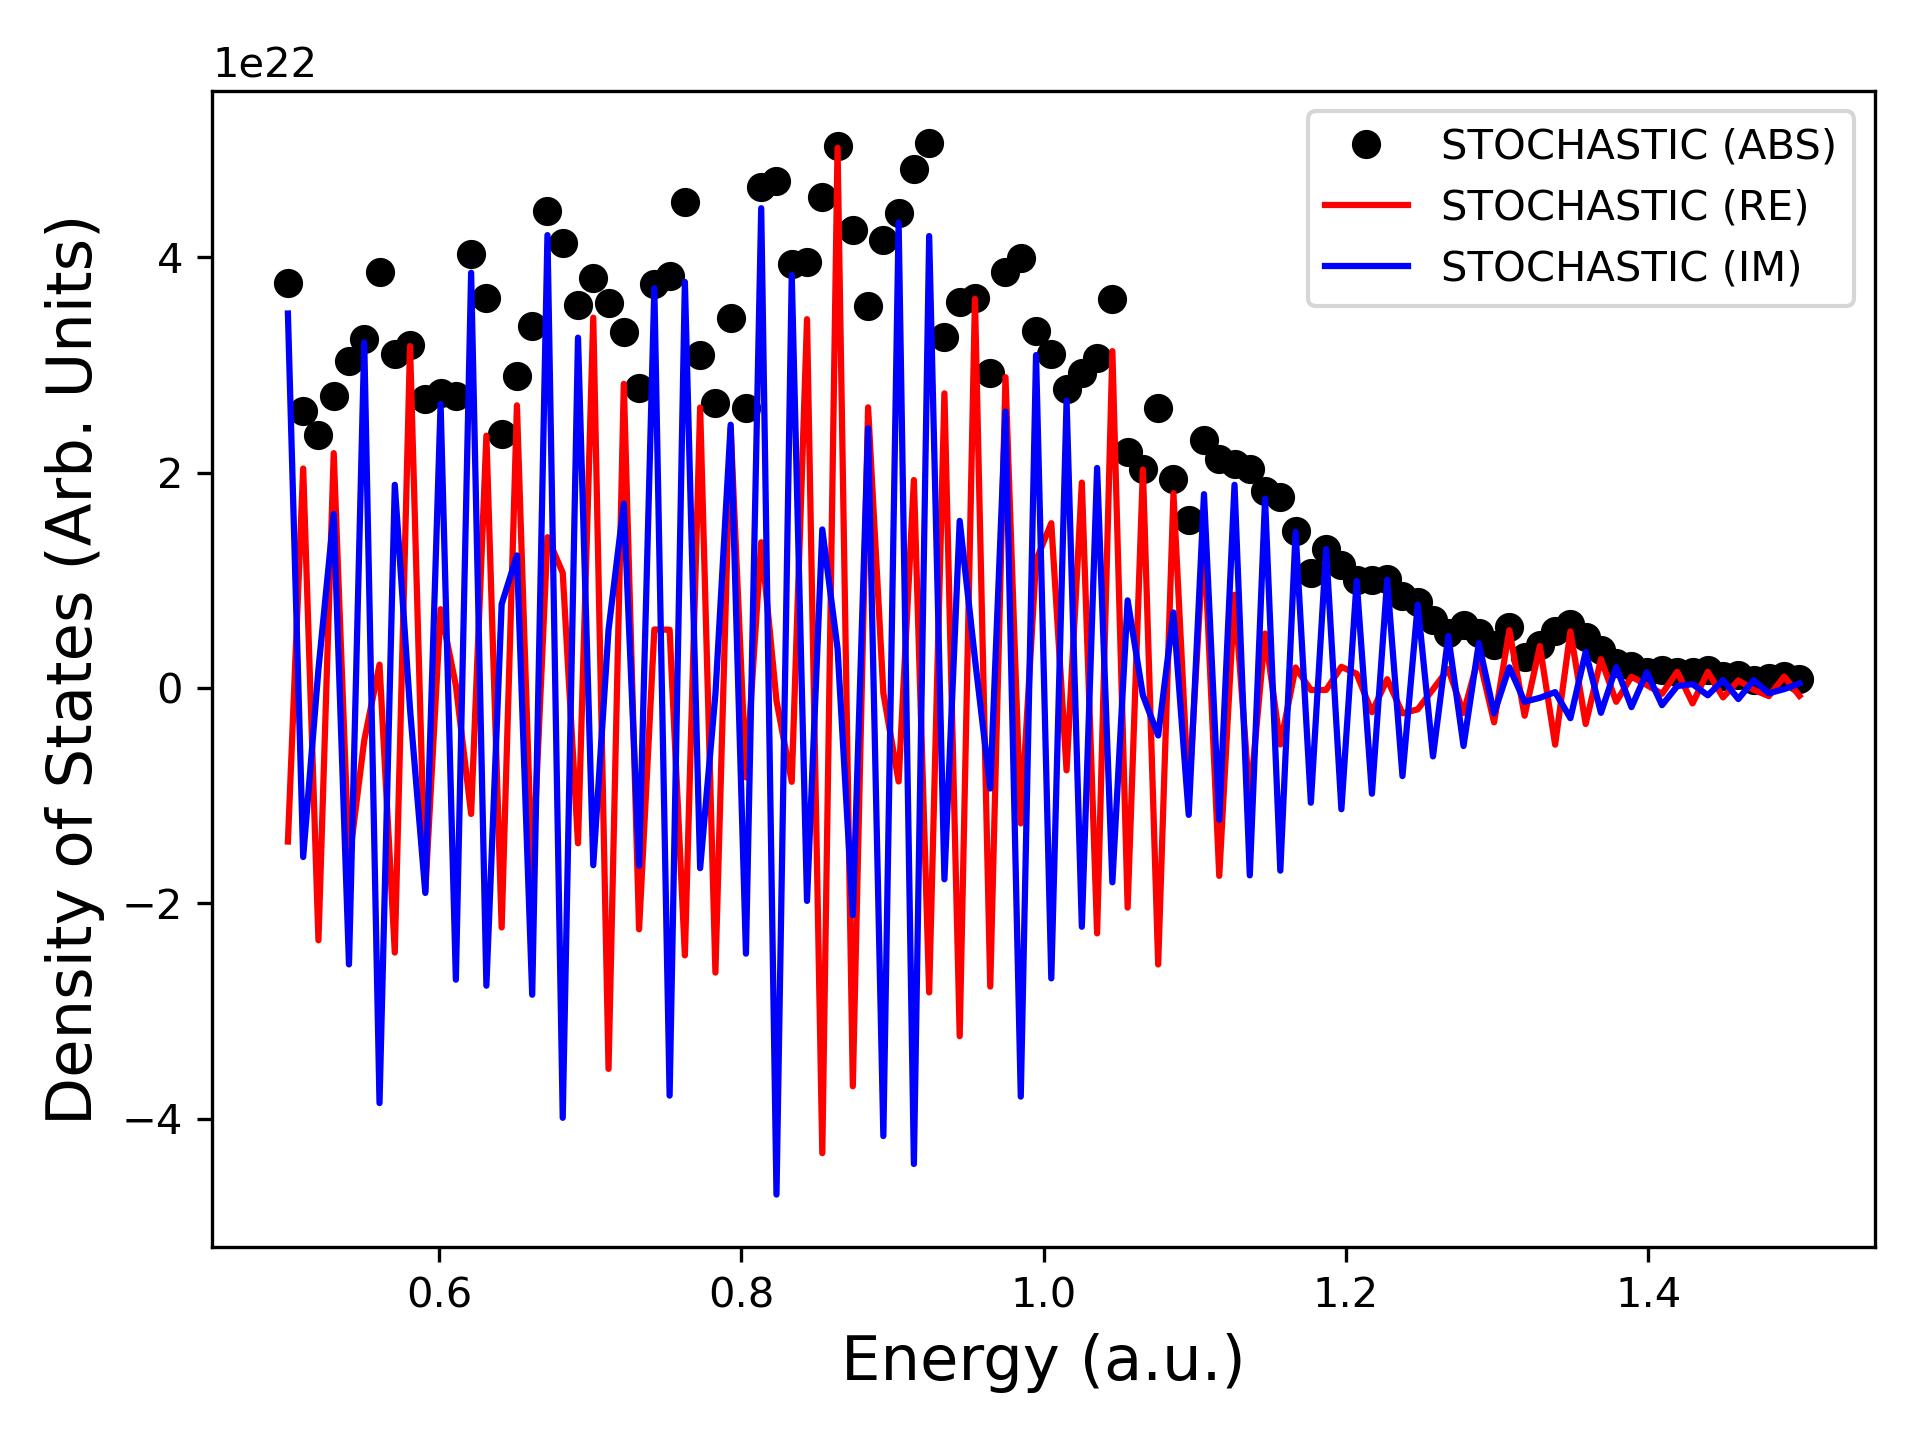 1e22
STOCHASTIC (ABS)
STOCHASTIC (RE)
STOCHASTIC (IM)
Density of States (Arb. Units)
4
2
0
−2
−4
0.6
0.8
1.0
1.2
1.4
Energy (a.u.)